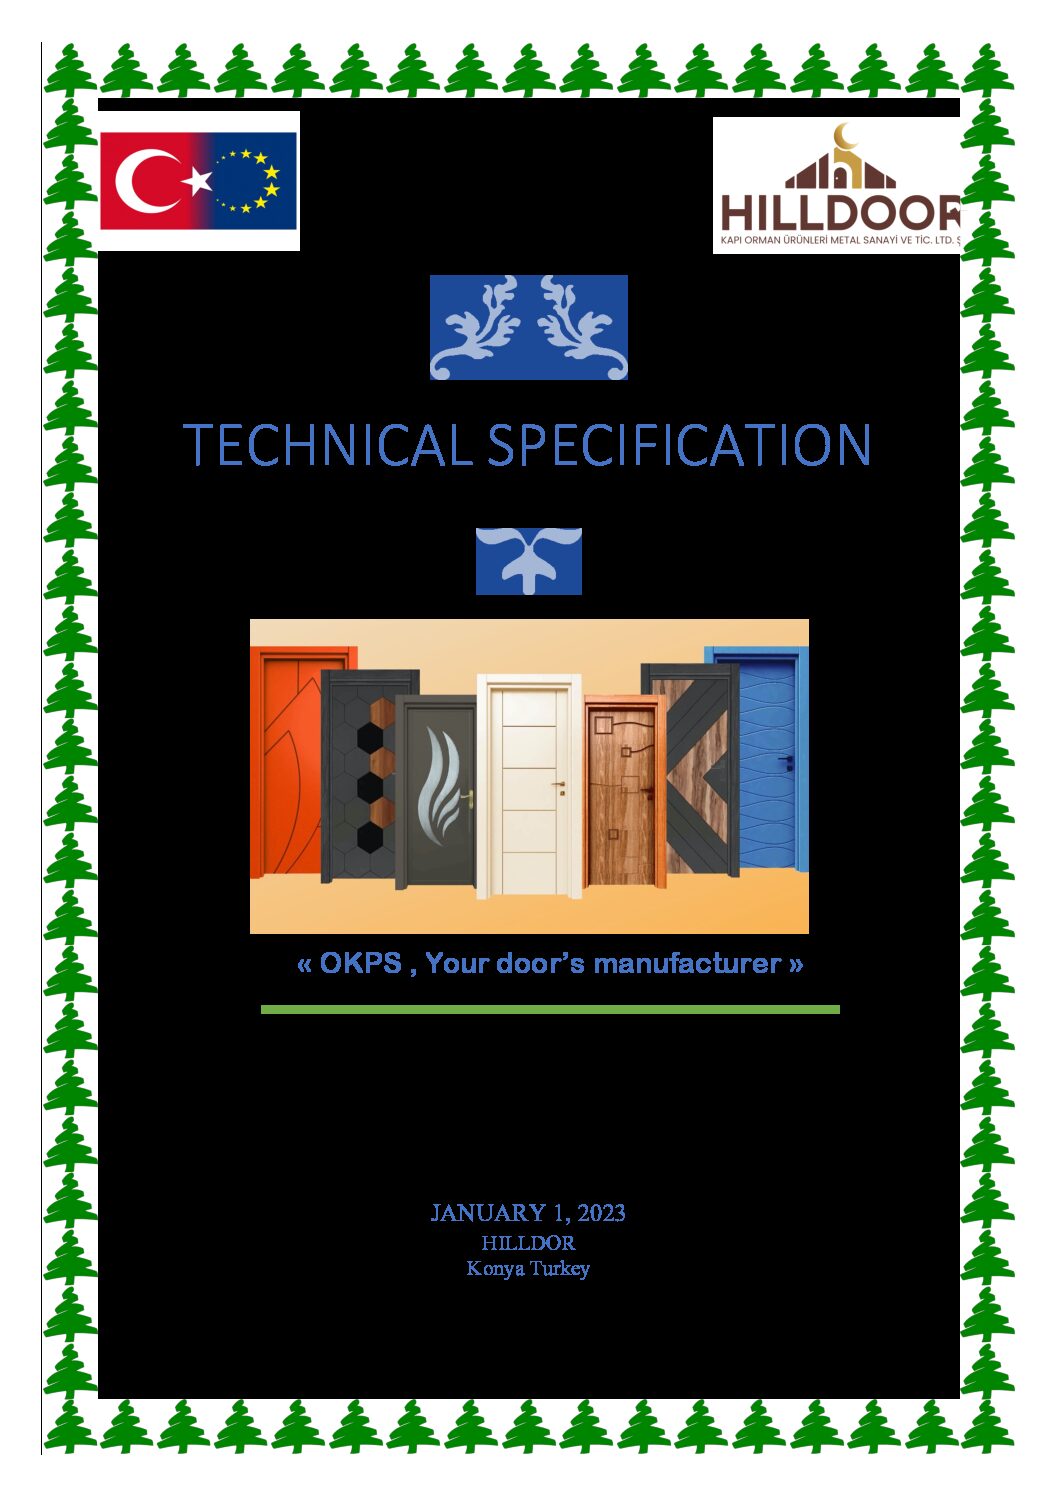 HILLDOOR
KAPI ORMAN ÜRÜNLERİ METAL SANAYİ VE TİC. LTD. Ş
TECHNICAL SPECIFICATION
« OKPS , Your door’s manufacturer »
JANUARY 1, 2023
HILLDOR
Konya Turkey